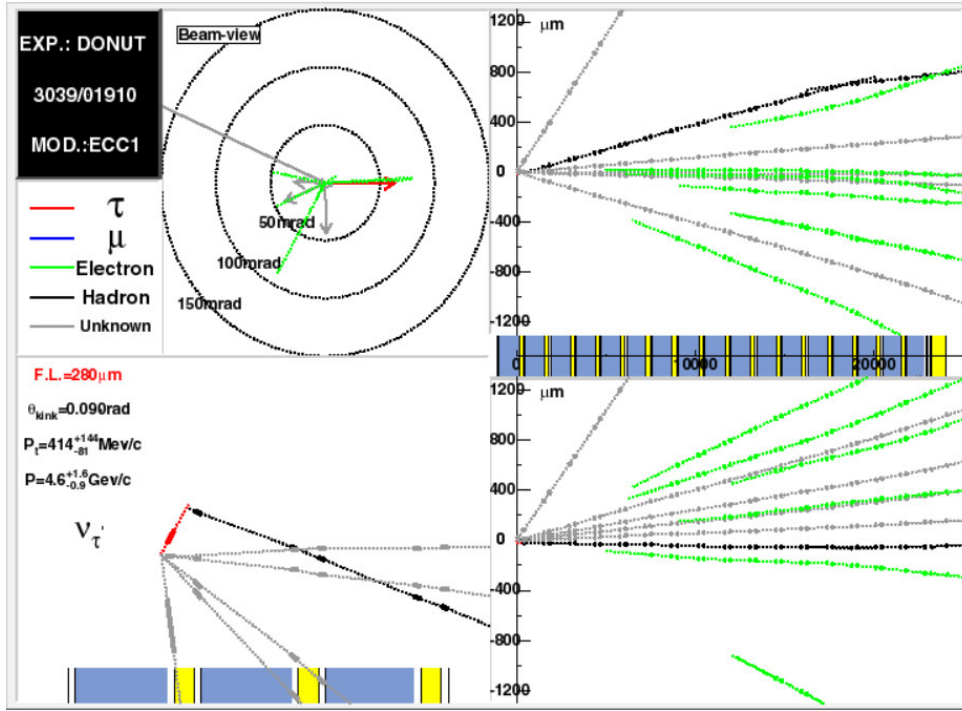 EXP.: DONUT
3039/01910
MOD.:ECC1
Beam-view
50mrad
100mrad
150mrad
τ
μ
Electron
Hadron
Unknown
F.L.=280μm
θkink=0.090rad
Pt=414+144-81Mev/c
P=4.6+1.6-0.9Gev/c
ντ
1200
μm
800
400
0
-400
-800
-1200
0
10000
20000
1200
μm
800
400
0
-400
-800
-1200